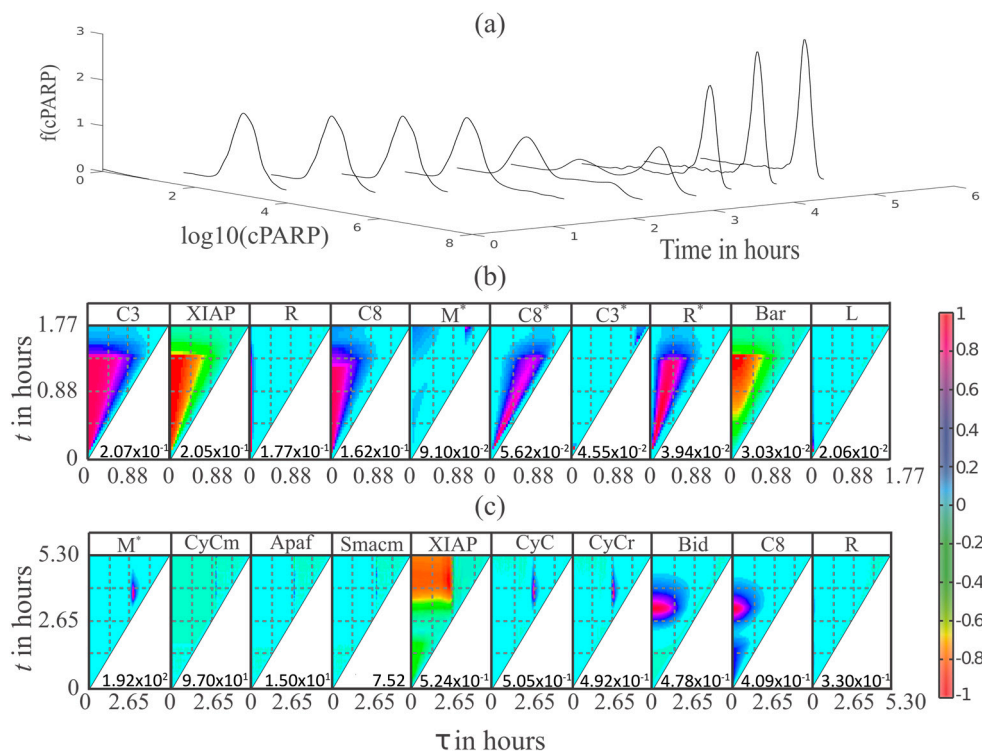 (a)
3
2
1
0
f(cPARP)
0
2
4
6
8
log10(cPARP)
0
1
2
3
4
5
6
Time in hours
(b)
C3 XIAP R C8 M* C8* C3* R* Bar L
1.77
0.88
0
t in hours
2.07x10⁻¹ 2.05x10¹ 1.77x10⁻¹ 1.62x10⁻¹ 9.10x10⁻² 5.62x10⁻² 4.55x10⁻² 3.94x10⁻² 3.03x10⁻² 2.06x10⁻²
0 0.88 0 0.88 0 0.88 0 0.88 0 0.88 0 0.88 0 0.88 0 0.88 0 0.88 0 0.88 1.77
(c)
M* CyCm Apaf Smacm XIAP CyC CyCr Bid C8 R
5.30
2.65
0
t in hours
1.92x10² 9.70x10¹ 1.50x10¹ 7.52 5.24x10⁻¹ 5.05x10⁻¹ 4.92x10⁻¹ 4.78x10⁻¹ 4.09x10⁻¹ 3.30x10⁻¹
0 2.65 0 2.65 0 2.65 0 2.65 0 2.65 0 2.65 0 2.65 0 2.65 0 2.65 0 2.65 5.30
τ in hours
1
0.8
0.6
0.4
0.2
0
-0.2
-0.4
-0.6
-0.8
-1